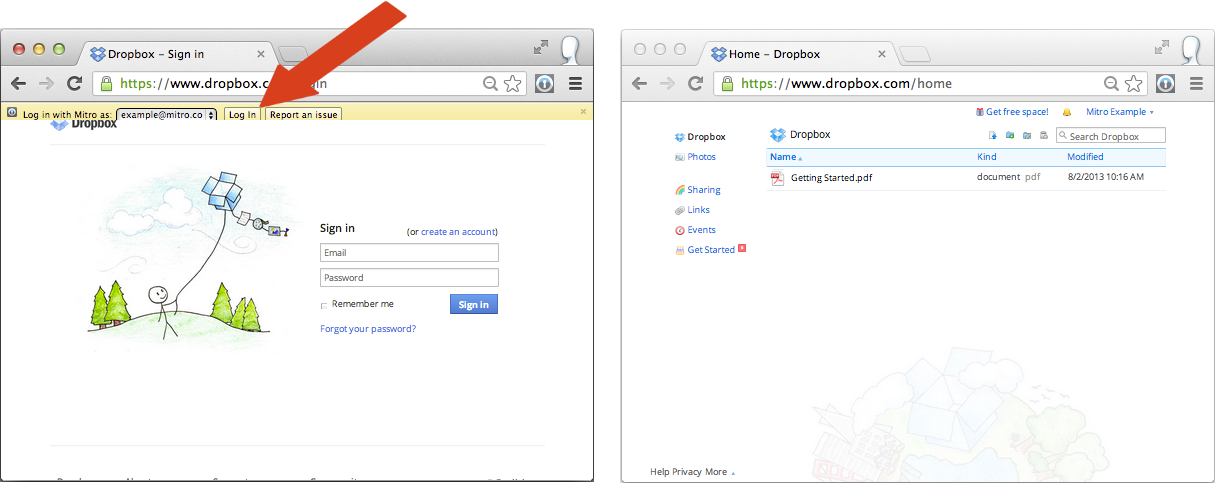 Dropbox – Sign in
https://www.dropbox.c
in
Log in with Mitro as: example@mitro.co Log In Report an issue
Dropbox
Sign in (or create an account)
Email
Password
Remember me Sign In
Forgot your password?
Home – Dropbox
https://www.dropbox.com/home
Get free space! Mitro Example
Dropbox
Photos
Sharing
Links
Events
Get Started
Dropbox
Search Dropbox
Name Kind Modified
Getting Started.pdf document pdf 8/2/2013 10:16 AM
Help Privacy More